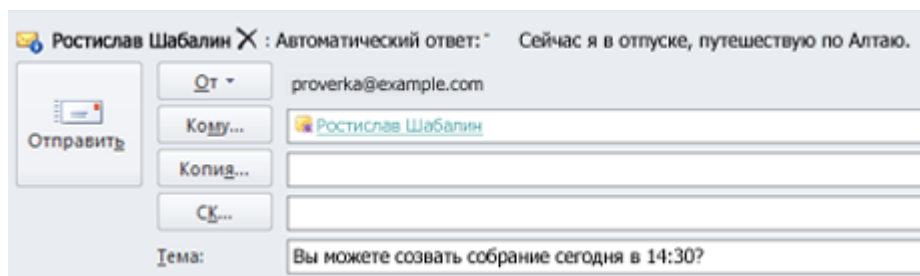 Ростислав Шабалин X : Автоматический ответ: " Сейчас я в отпуске, путешествую по Алтаю.
От
proverka@example.com
Отправить
Кому...
Ростислав Шабалин
Копия...
СК...
Тема:
Вы можете созвать собрание сегодня в 14:30?